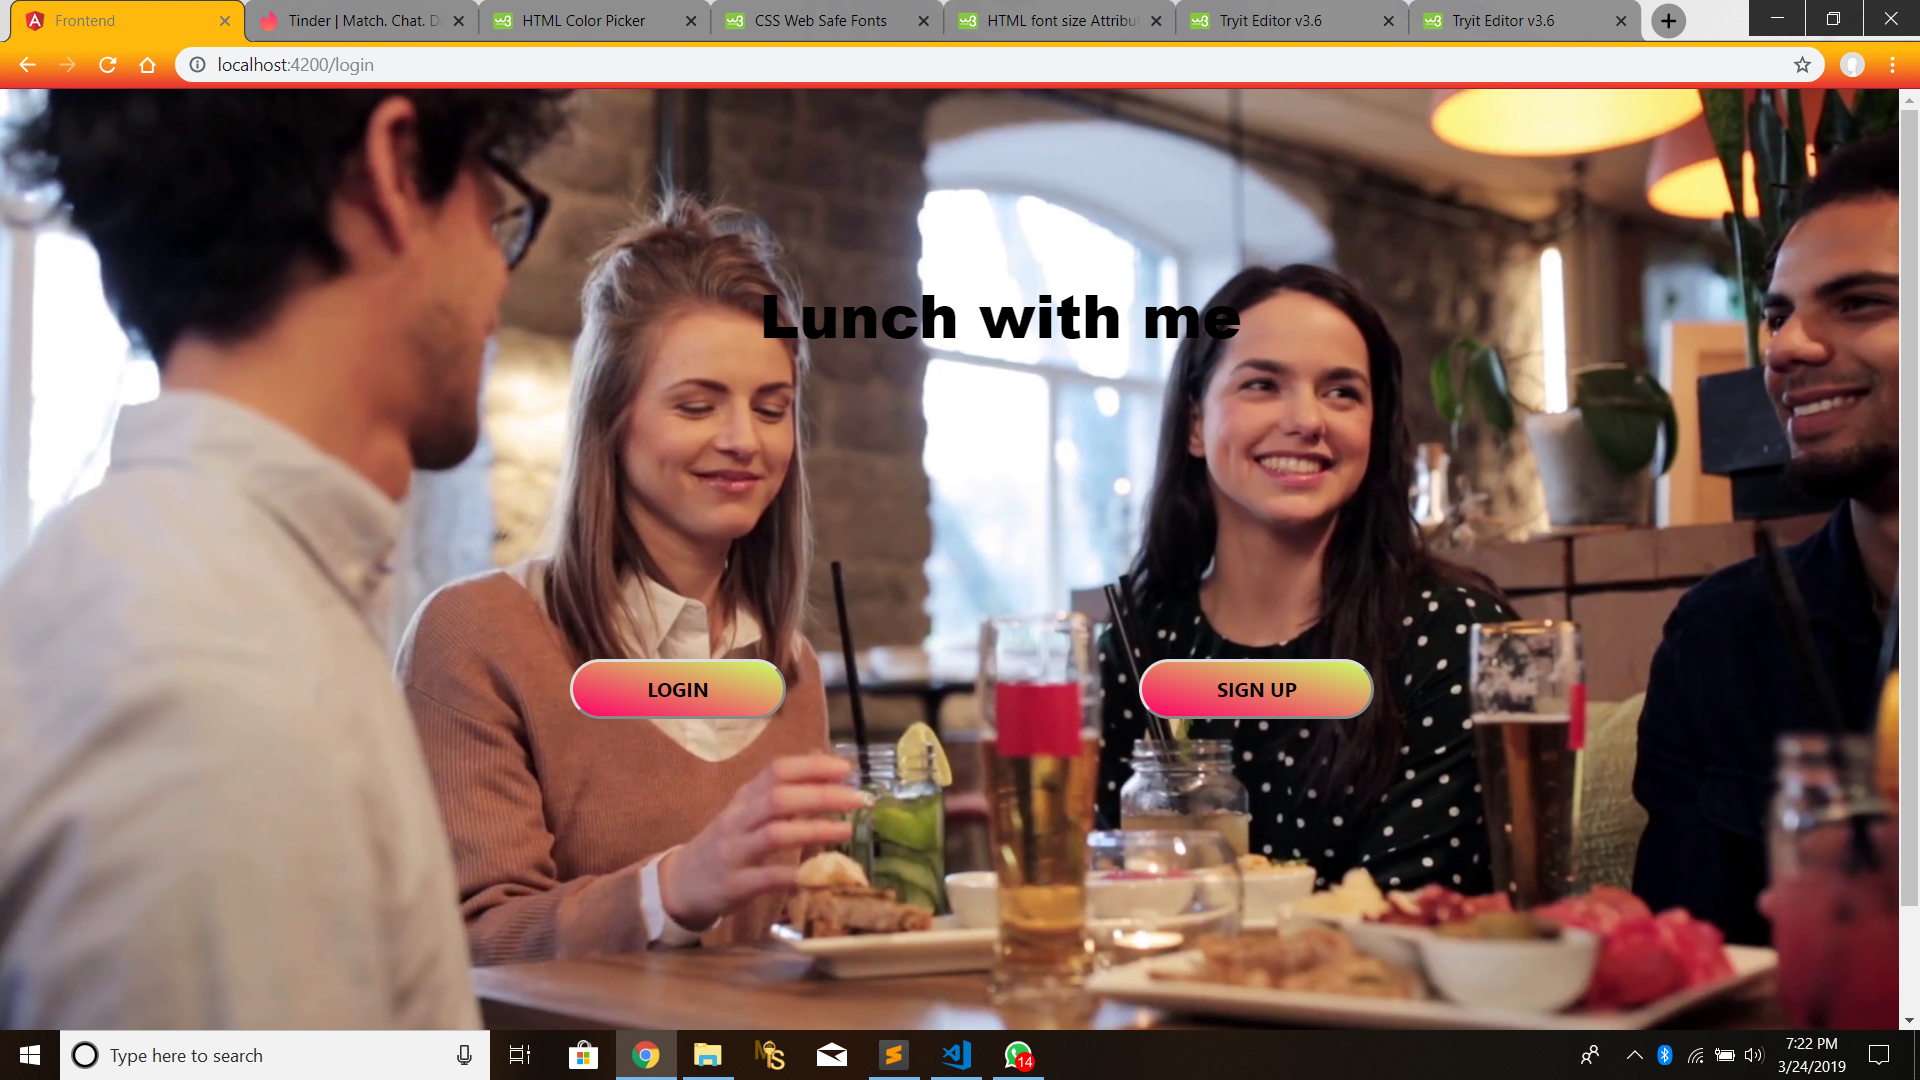 Frontend
Tinder | Match. Chat. D
HTML Color Picker
CSS Web Safe Fonts
HTML font size Attribut
Tryit Editor v3.6
Tryit Editor v3.6
localhost:4200/login
Lunch with me
LOGIN
SIGN UP
Type here to search
14
7:22 PM
3/24/2019